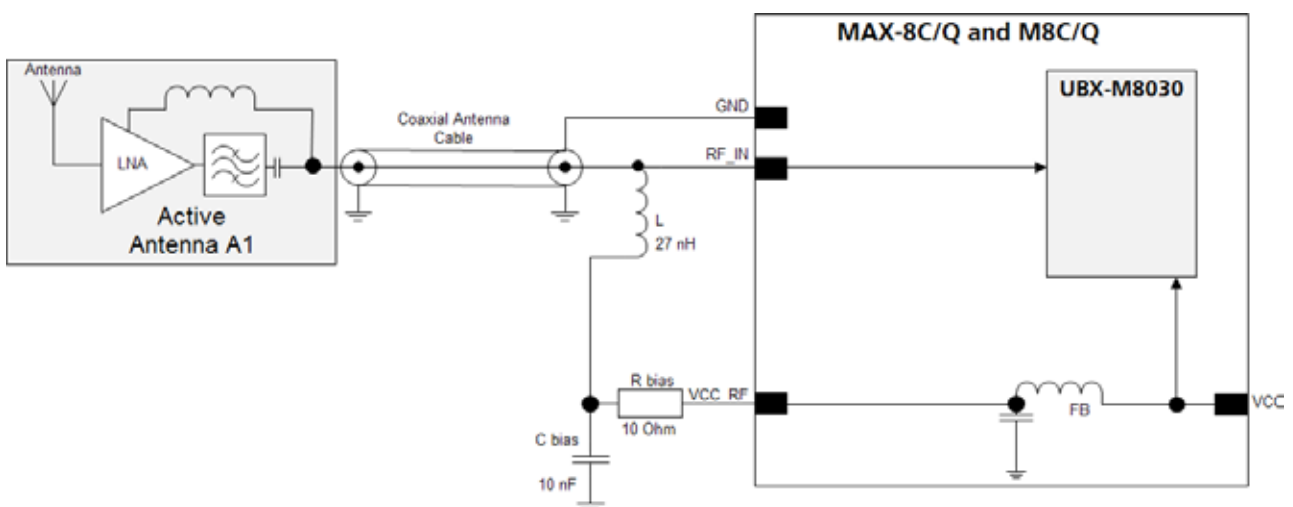 MAX-8C/Q and M8C/Q
Antenna
UBX-M8030
GND
Coaxial Antenna
Cable
LNA
RF_IN
Active
Antenna A1
L
27 nH
R bias
VCC_RF
VCC
FB
10 Ohm
C bias
10 nF